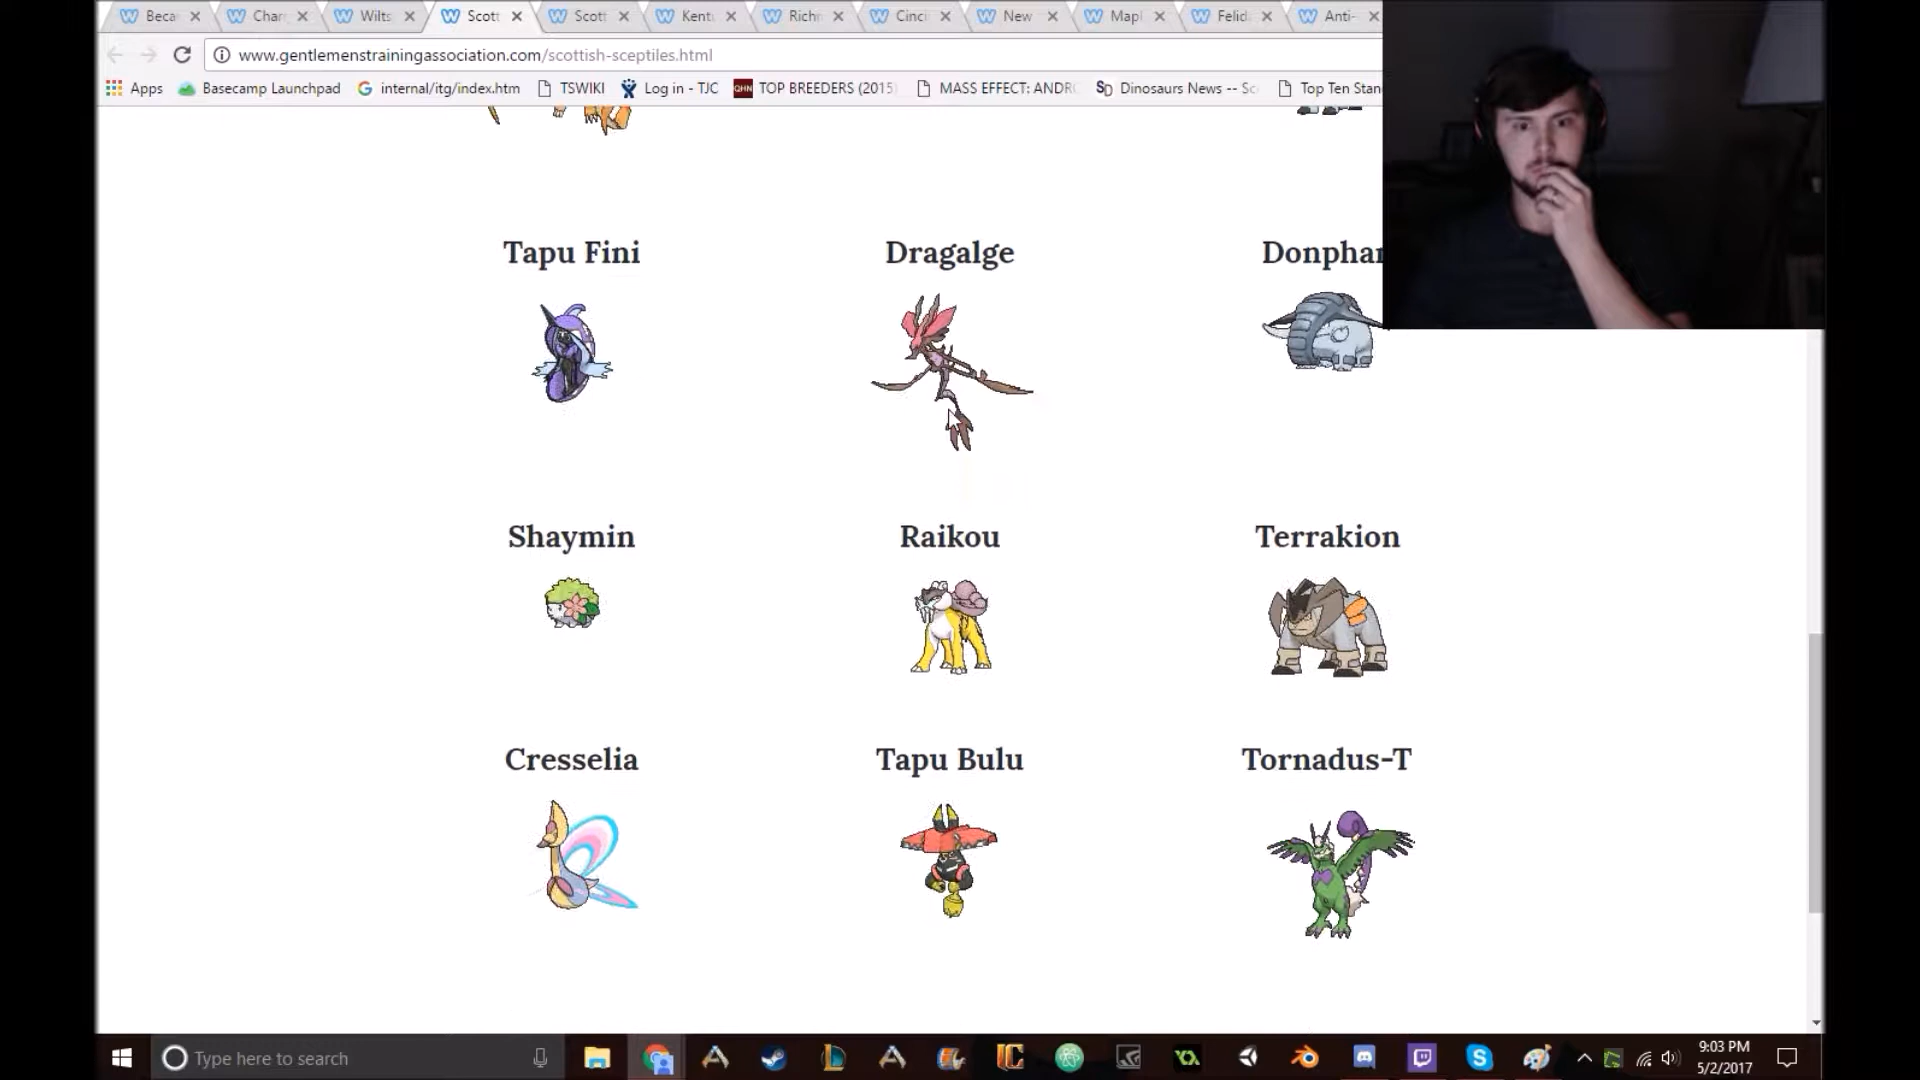 Beca
Char
Wilts
Scott
Scott
Kent
Richr
Cinci
New
Mapl
Felid
Anti-
www.gentlemenstrainingassociation.com/scottish-sceptiles.html
Apps
Basecamp Launchpad
internal/itg/index.htm
TSWIKI
Log in - TJC
QHN
TOP BREEDERS (2015)
MASS EFFECT: ANDR
SD
Dinosaurs News -- Sc
Top Ten Stan
Tapu Fini
Dragalge
Donphan
Shaymin
Raikou
Terrakion
Cresselia
Tapu Bulu
Tornadus-T
Type here to search
9:03 PM
5/2/2017